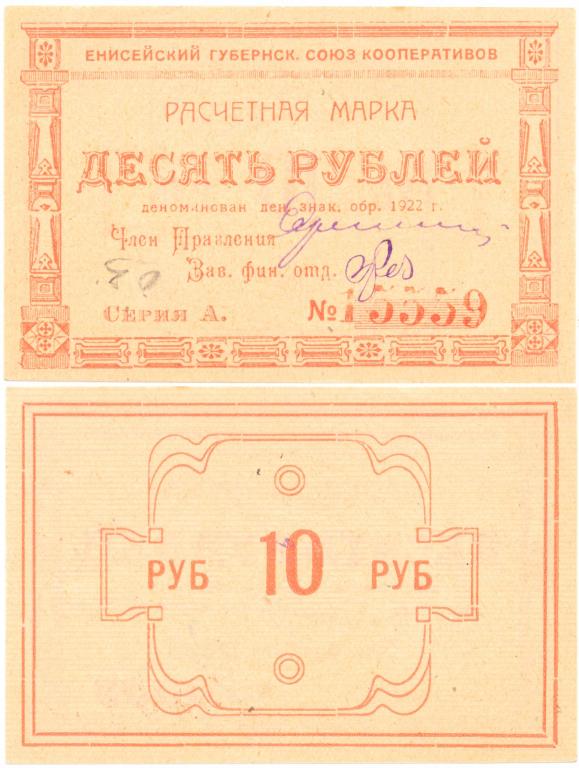 ЕНИСЕЙСКИЙ ГУБЕРНСК. СОЮЗ КООПЕРАТИВОВ
РАСЧЕТНАЯ МАРКА
ДЕСЯТЬ РУБЛЕЙ
деноминован ден. знак. обр. 1922 г.
Член Правления
Зав. фин. отд.
Серия А. № 15559
РУБ 10 РУБ